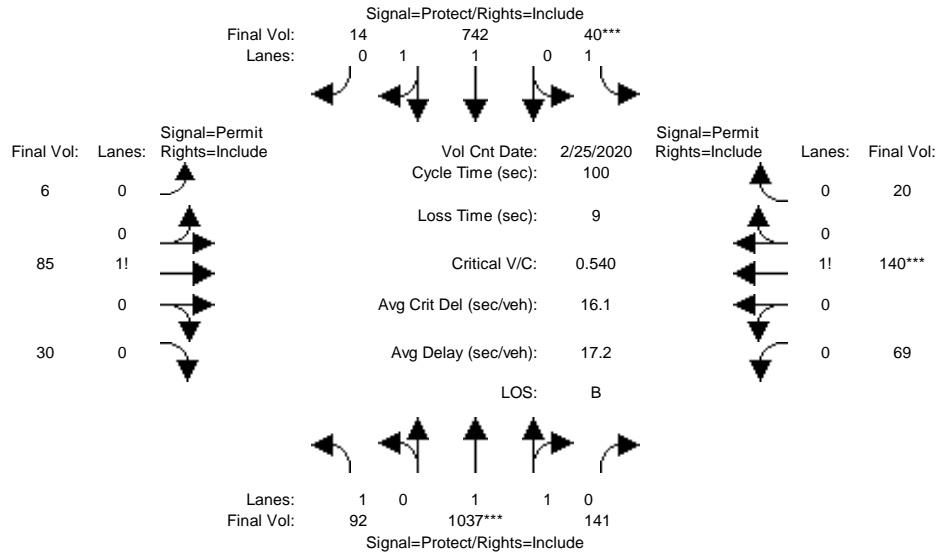 Signal=Protect/Rights=Include
Final Vol: 14 742 40***
Lanes: 0 1 1 0 1
Signal=Permit Signal=Permit
Final Vol: Lanes: Rights=Include Vol Cnt Date: 2/25/2020 Rights=Include Lanes: Final Vol:
Cycle Time (sec): 100
6 0 0 20
Loss Time (sec): 9
0 0
85 1! Critical V/C: 0.540 1! 140***
0 Avg Crit Del (sec/veh): 16.1 0
30 0 Avg Delay (sec/veh): 17.2 0 69
LOS: B
Lanes: 1 0 1 1 0
Final Vol: 92 1037*** 141
Signal=Protect/Rights=Include